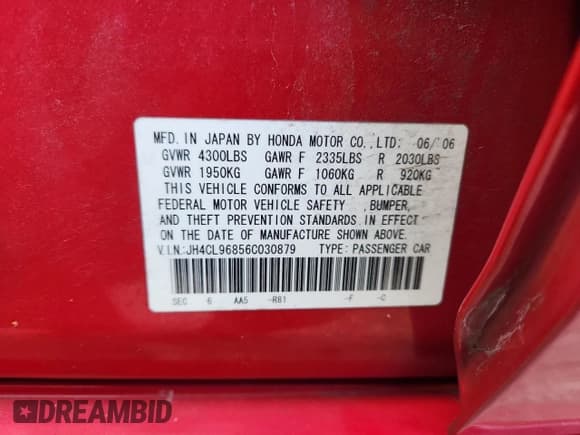 MFD. IN JAPAN BY HONDA MOTOR CO.,LTD: 06/'06
GVWR 4300LBS GAWR F 2335LBS R 2030LBS
GVWR 1950KG GAWR F 1060KG R 920KG
THIS VEHICLE CONFORMS TO ALL APPLICABLE
FEDERAL MOTOR VEHICLE SAFETY ,BUMPER,
AND THEFT PREVENTION STANDARDS IN EFFECT
ON THE DATE OF MANUFACTURE SHOWN ABOVE.
V.I.N:JH4CL96856C030879 TYPE: PASSENGER CAR
SEC 6 AA5 -R81 -F -C
DREAMBID